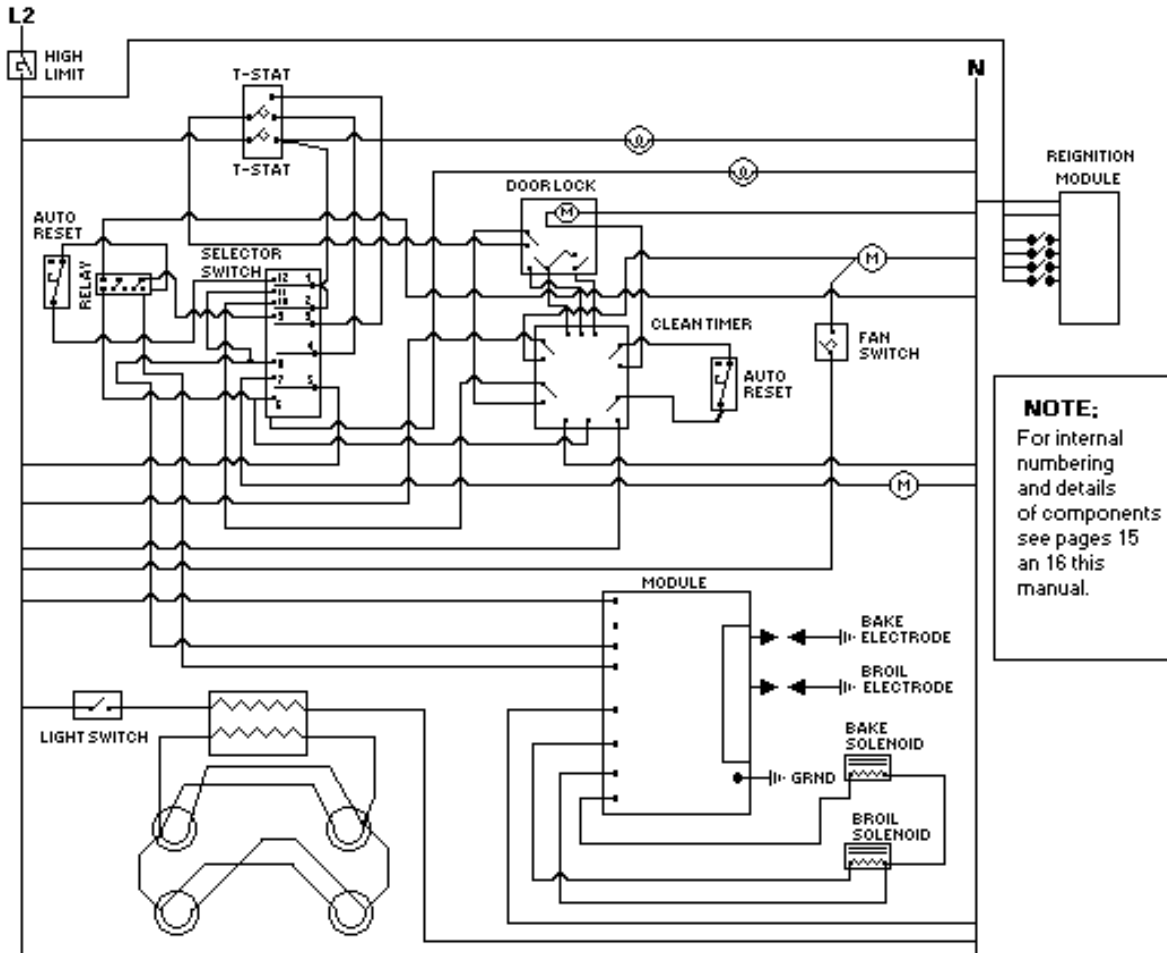 L2
HIGH
LIMIT
T-STAT
N
T-STAT
REIGNITION
MODULE
DOOR LOCK
M
AUTO
RESET
RELAY
SELECTOR
SWITCH
12
11
10
9
8
7
6
1
2
3
4
5
M
CLEAN TIMER
FAN
SWITCH
AUTO
RESET
M
NOTE:
For internal
numbering
and details
of components
see pages 15
an 16 this
manual.
MODULE
BAKE
ELECTRODE
BROIL
ELECTRODE
LIGHT SWITCH
BAKE
SOLENOID
GRND
BROIL
SOLENOID